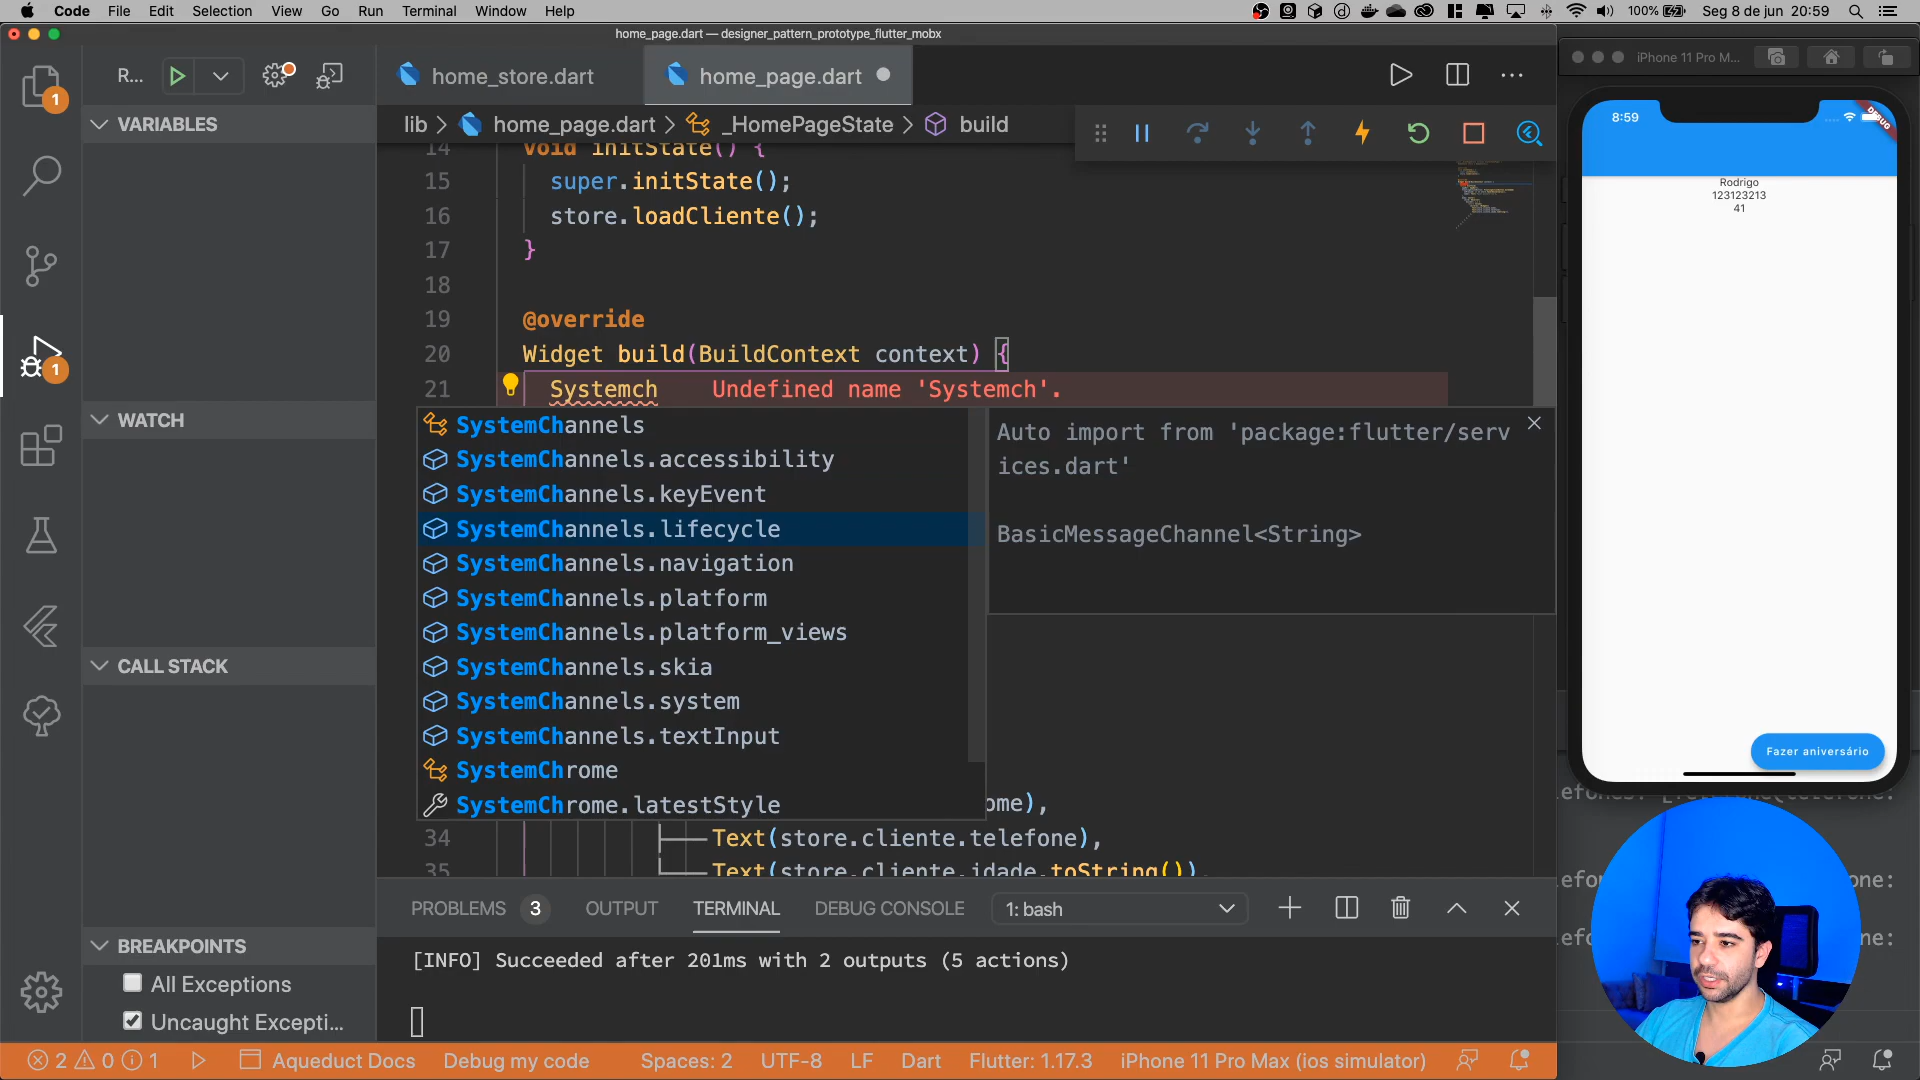 Code File Edit Selection View Go Run Terminal Window Help
100% Seg 8 de jun 20:59
home_page.dart — designer_pattern_prototype_flutter_mobx
R...
home_store.dart
home_page.dart
iPhone 11 Pro M...
lib > home_page.dart > _HomePageState > build
VARIABLES
WATCH
CALL STACK
BREAKPOINTS
All Exceptions
Uncaught Excepti...
1
1
14 void initState() {
15 super.initState();
16 store.loadCliente();
17 }
18
19 @override
20 Widget build(BuildContext context) {
21 Systemch Undefined name 'Systemch'.
SystemChannels
SystemChannels.accessibility
SystemChannels.keyEvent
SystemChannels.lifecycle
SystemChannels.navigation
SystemChannels.platform
SystemChannels.platform_views
SystemChannels.skia
SystemChannels.system
SystemChannels.textInput
SystemChrome
SystemChrome.latestStyle
Auto import from 'package:flutter/serv
ices.dart'
BasicMessageChannel<String>
ome),
34 Text(store.cliente.telefone),
35 Text(store.cliente.idade.toString()),
PROBLEMS 3 OUTPUT TERMINAL DEBUG CONSOLE 1: bash
[INFO] Succeeded after 201ms with 2 outputs (5 actions)
2 0 1 Aqueduct Docs Debug my code Spaces: 2 UTF-8 LF Dart Flutter: 1.17.3 iPhone 11 Pro Max (ios simulator)
8:59
DEBUG
Rodrigo
123123213
41
Fazer aniversário
ne:
ne: